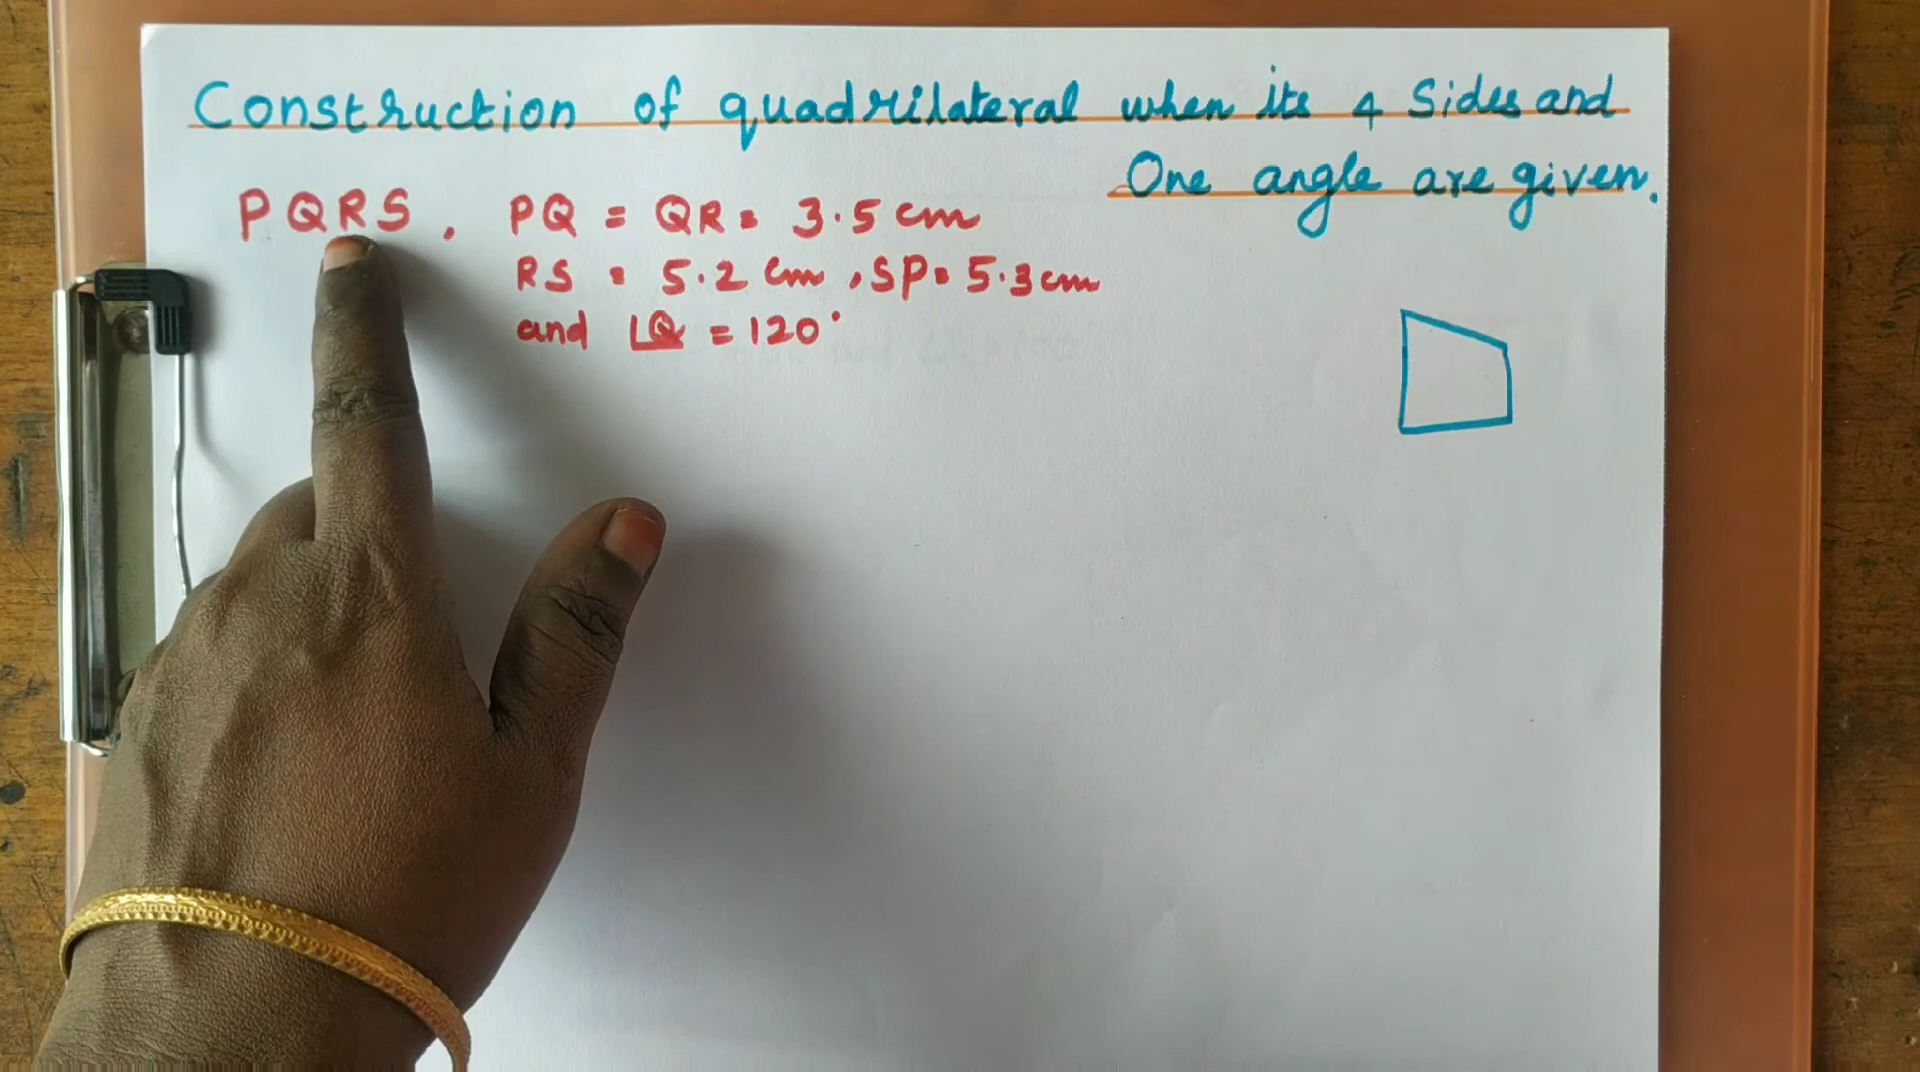 Construction of quadrilateral when its 4 Sides and
One angle are given.
PQRS, PQ = QR = 3.5 cm
RS = 5.2 cm, SP = 5.3 cm
and ∠Q = 120°